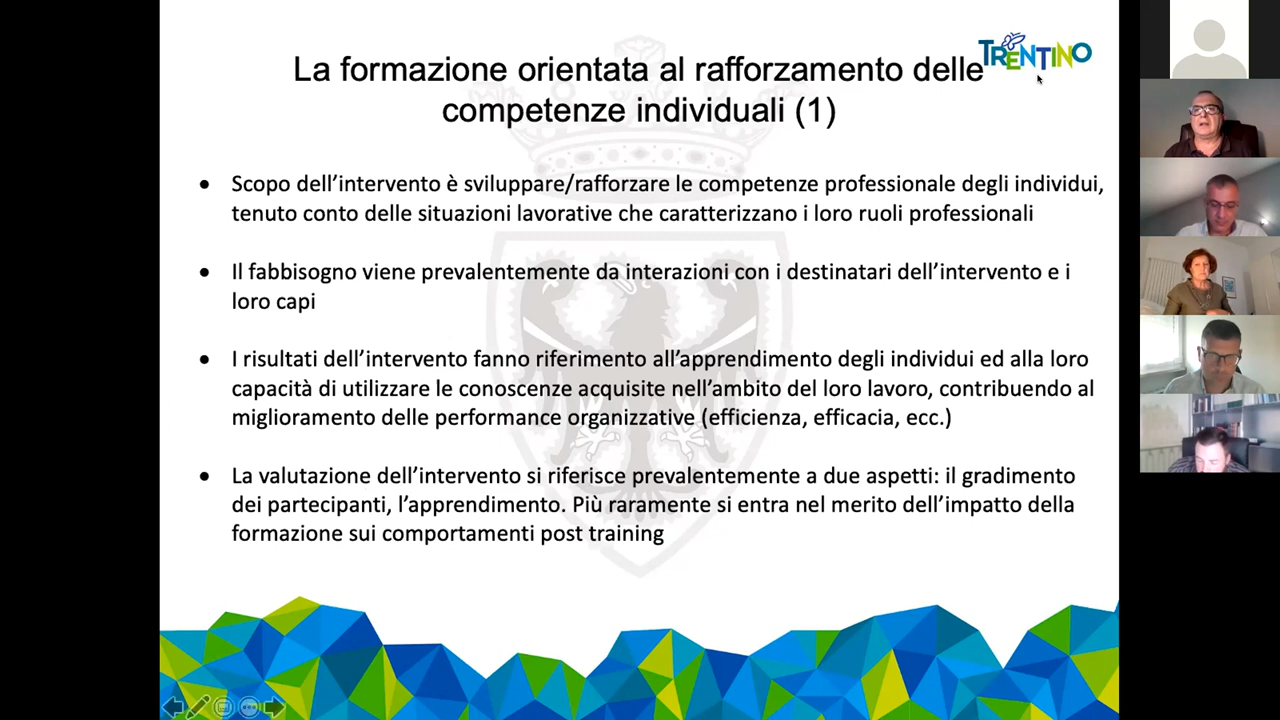 TRENTINO
La formazione orientata al rafforzamento delle
competenze individuali (1)
• Scopo dell'intervento è sviluppare/rafforzare le competenze professionale degli individui,
tenuto conto delle situazioni lavorative che caratterizzano i loro ruoli professionali
• Il fabbisogno viene prevalentemente da interazioni con i destinatari dell'intervento e i
loro capi
• I risultati dell'intervento fanno riferimento all'apprendimento degli individui ed alla loro
capacità di utilizzare le conoscenze acquisite nell'ambito del loro lavoro, contribuendo al
miglioramento delle performance organizzative (efficienza, efficacia, ecc.)
• La valutazione dell'intervento si riferisce prevalentemente a due aspetti: il gradimento
dei partecipanti, l'apprendimento. Più raramente si entra nel merito dell'impatto della
formazione sui comportamenti post training